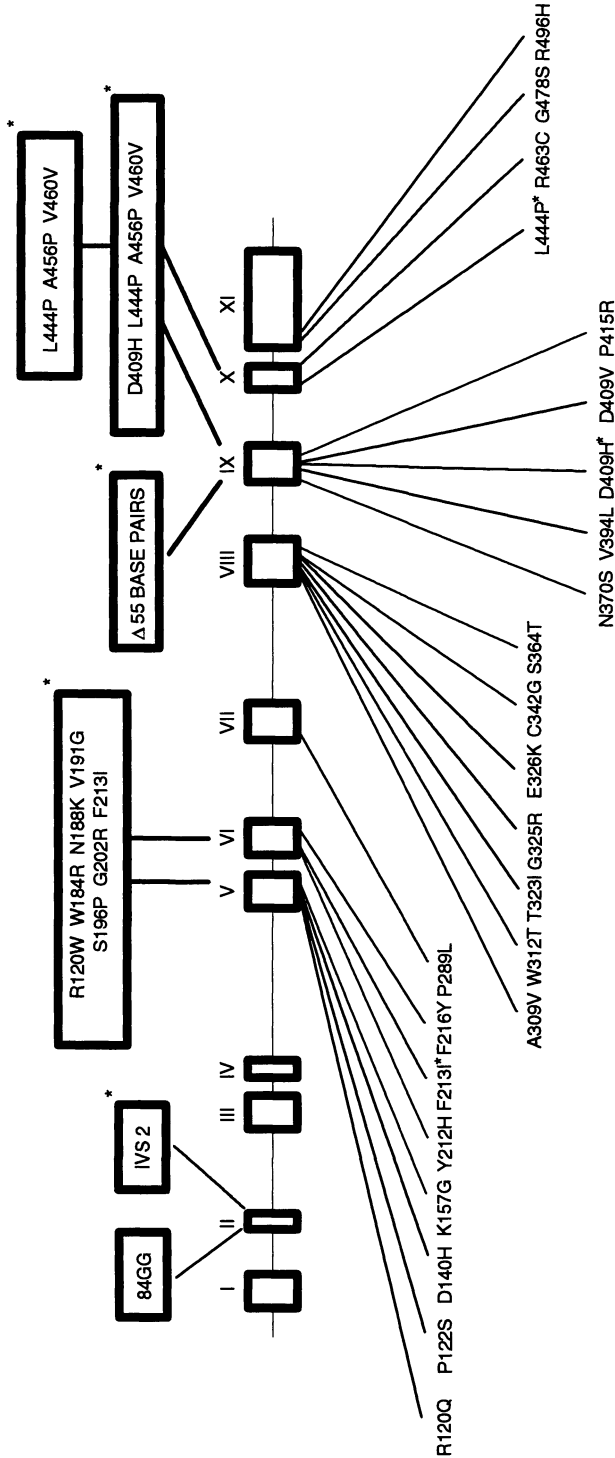 *
L444P A456P V460V
*
D409H L444P A456P V460V
*
Δ 55 BASE PAIRS
*
R120W W184R N188K V191G
S196P G202R F213I
*
IVS 2
84GG
I II III IV V VI VII VIII IX X XI
R120Q P122S D140H K157G Y212H F213I* F216Y P289L
A309V W312T T323I G325R E326K C342G S364T
N370S V394L D409H* D409V P415R
L444P* R463C G478S R496H